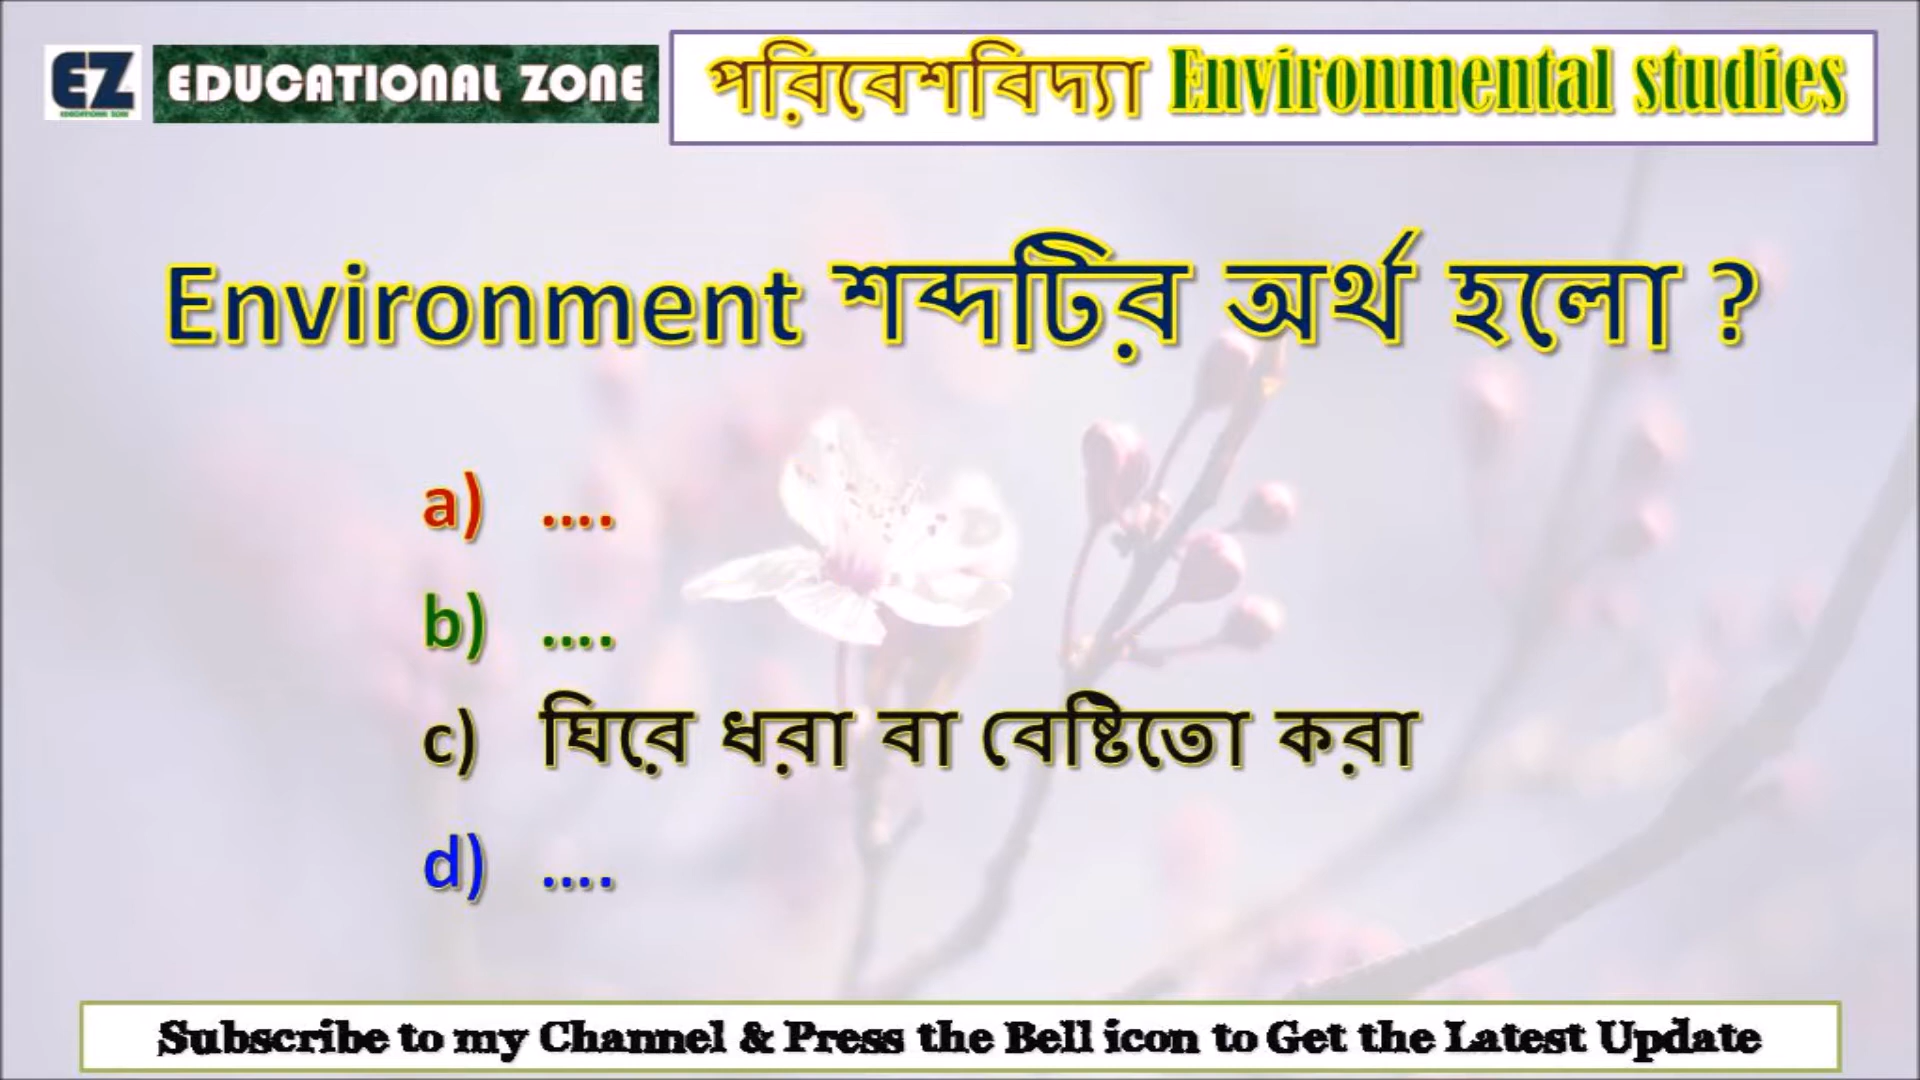 EZ EDUCATIONAL ZONE পরিবেশবিদ্যা Environmental studies
Environment শব্দটির অর্থ হলো ?
a) ....
b) ....
c) ঘিরে ধরা বা বেষ্টিতো করা
d) ....
Subscribe to my Channel & Press the Bell icon to Get the Latest Update